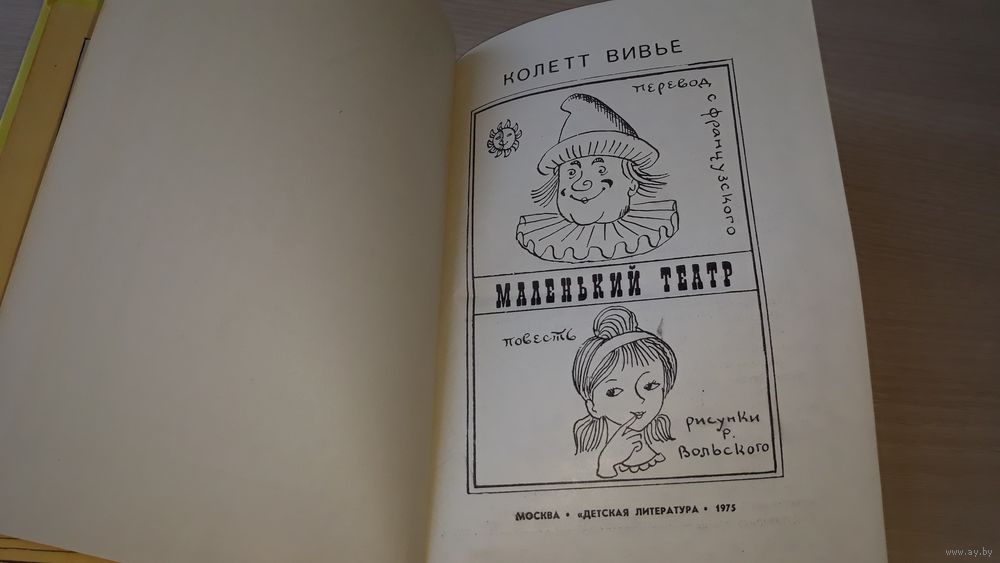 КОЛЕТТ ВИВЬЕ
перевод с французского
МАЛЕНЬКИЙ ТЕАТР
повесть
рисунки
Р.
Вольского
МОСКВА • «ДЕТСКАЯ ЛИТЕРАТУРА • 1975
www.ay.by